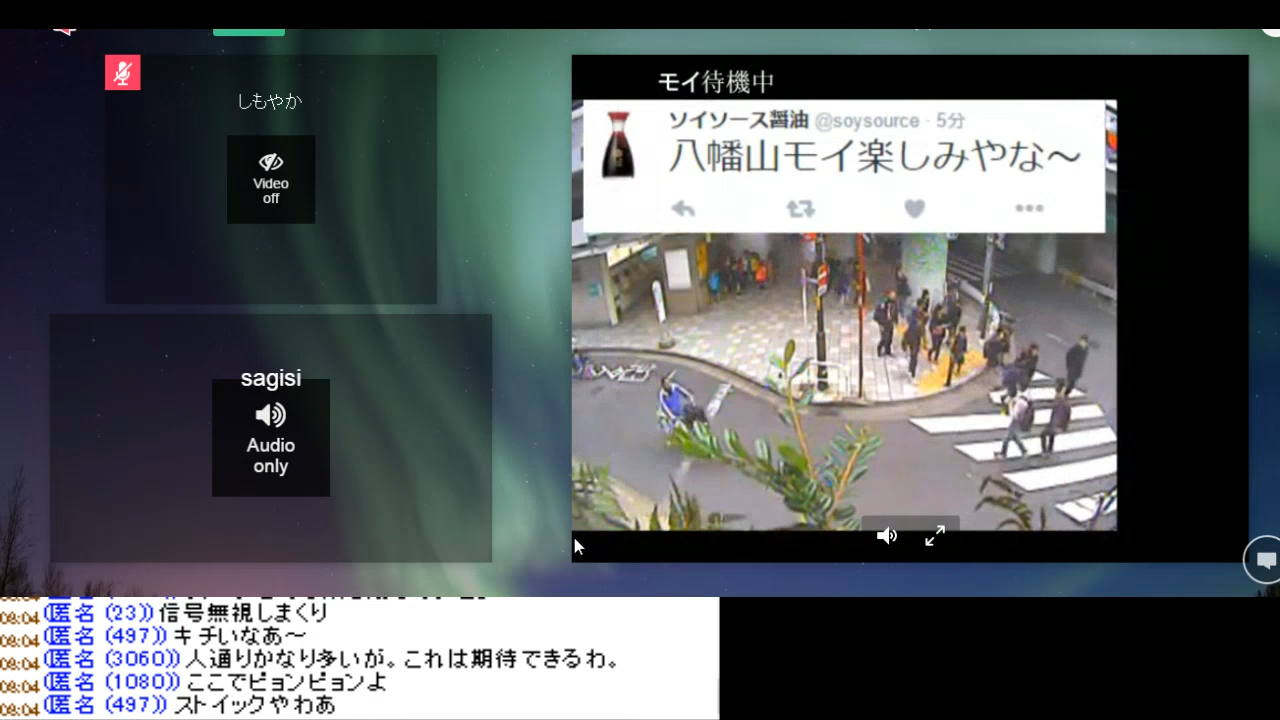 しもやか
Video
off
sagisi
Audio
only
モイ待機中
ソイソース醤油 @soysource · 5分
八幡山モイ楽しみやな～
08:04 (匿名 (23)) 信号無視しまくり
08:04 (匿名 (497)) キチいなあ～
08:04 (匿名 (3060)) 人通りかなり多いが。これは期待できるわ。
08:04 (匿名 (1080)) ここでピョンピョンよ
08:04 (匿名 (497)) ストイックやわあ